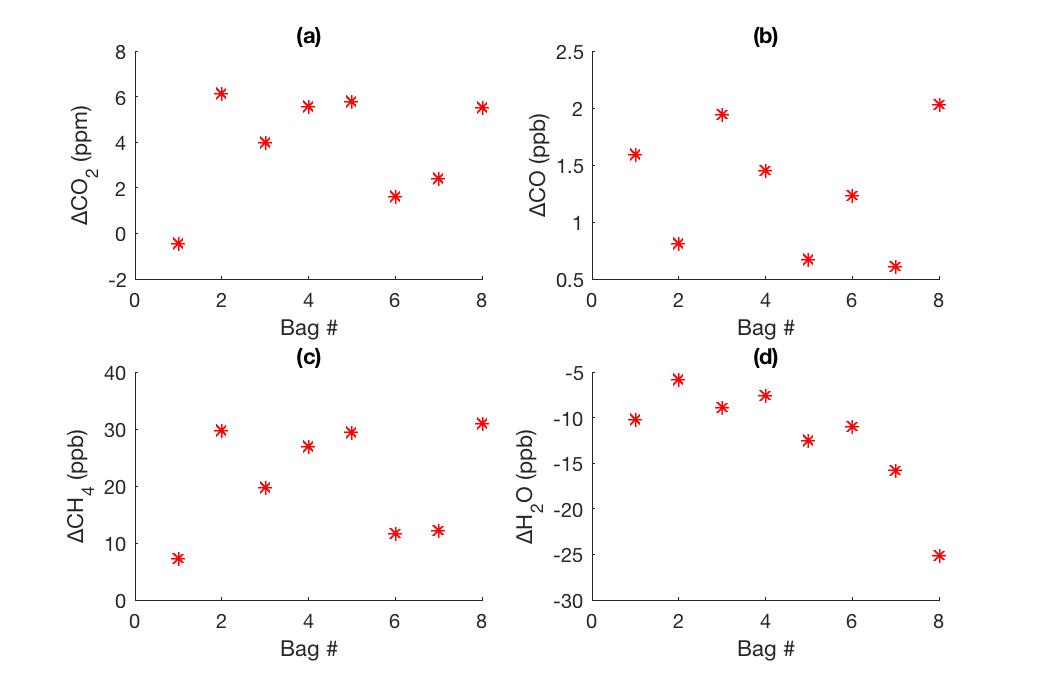 (a)
8
6
4
2
0
-2
ΔCO₂ (ppm)
0 2 4 6 8
Bag #
(b)
2.5
2
1.5
1
0.5
ΔCO (ppb)
0 2 4 6 8
Bag #
(c)
40
30
20
10
0
ΔCH₄ (ppb)
0 2 4 6 8
Bag #
(d)
-5
-10
-15
-20
-25
-30
ΔH₂O (ppb)
0 2 4 6 8
Bag #